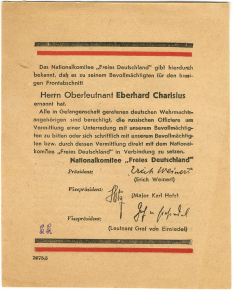 Das Nationalkomitee „Freies Deutschland" gibt hierdurch
bekannt, daß es zu seinem Bevollmächtigten für den hiesi-
gen Frontabschnitt
Herrn Oberleutnant Eberhard Charisius
ernannt hat.
Alle in Gefangenschaft geratenen deutschen Wehrmachts-
angehörigen sind berechtigt, die russischen Offiziere um
Vermittlung einer Unterredung mit unserem Bevollmächtig-
ten zu bitten oder sich schriftlich mit unserem Bevollmächtig-
ten bzw. durch dessen Vermittlung direkt mit dem National-
komitee „Freies Deutschland" in Verbindung zu setzen.
Nationalkomitee „Freies Deutschland"
Präsident: Erich Weinert
(Erich Weinert)
Vizepräsident:
(Major Karl Hetz)
Vizepräsident:
(Leutnant Graf von Einsiedel)